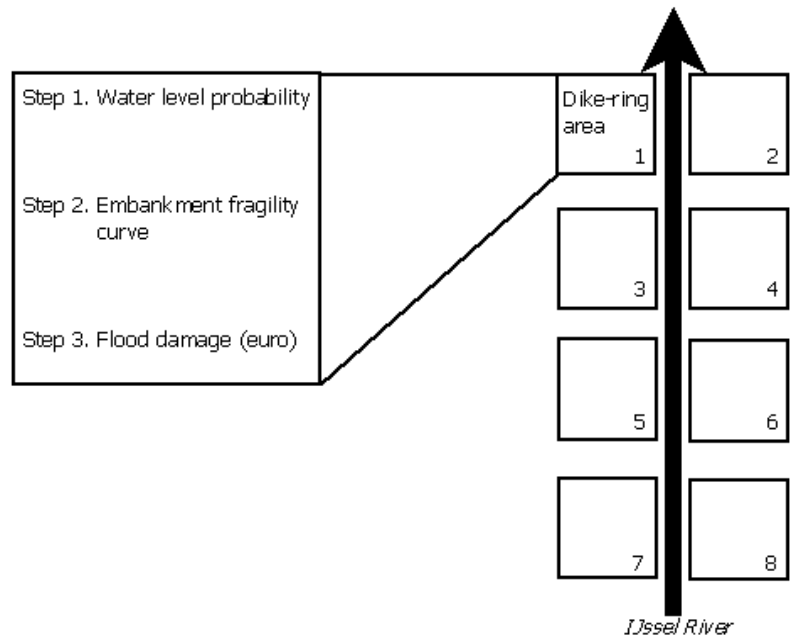 Step 1. Water level probability
Step 2. Embankment fragility
curve
Step 3. Flood damage (euro)
Dike-ring
area
1
2
3
4
5
6
7
8
IJssel River